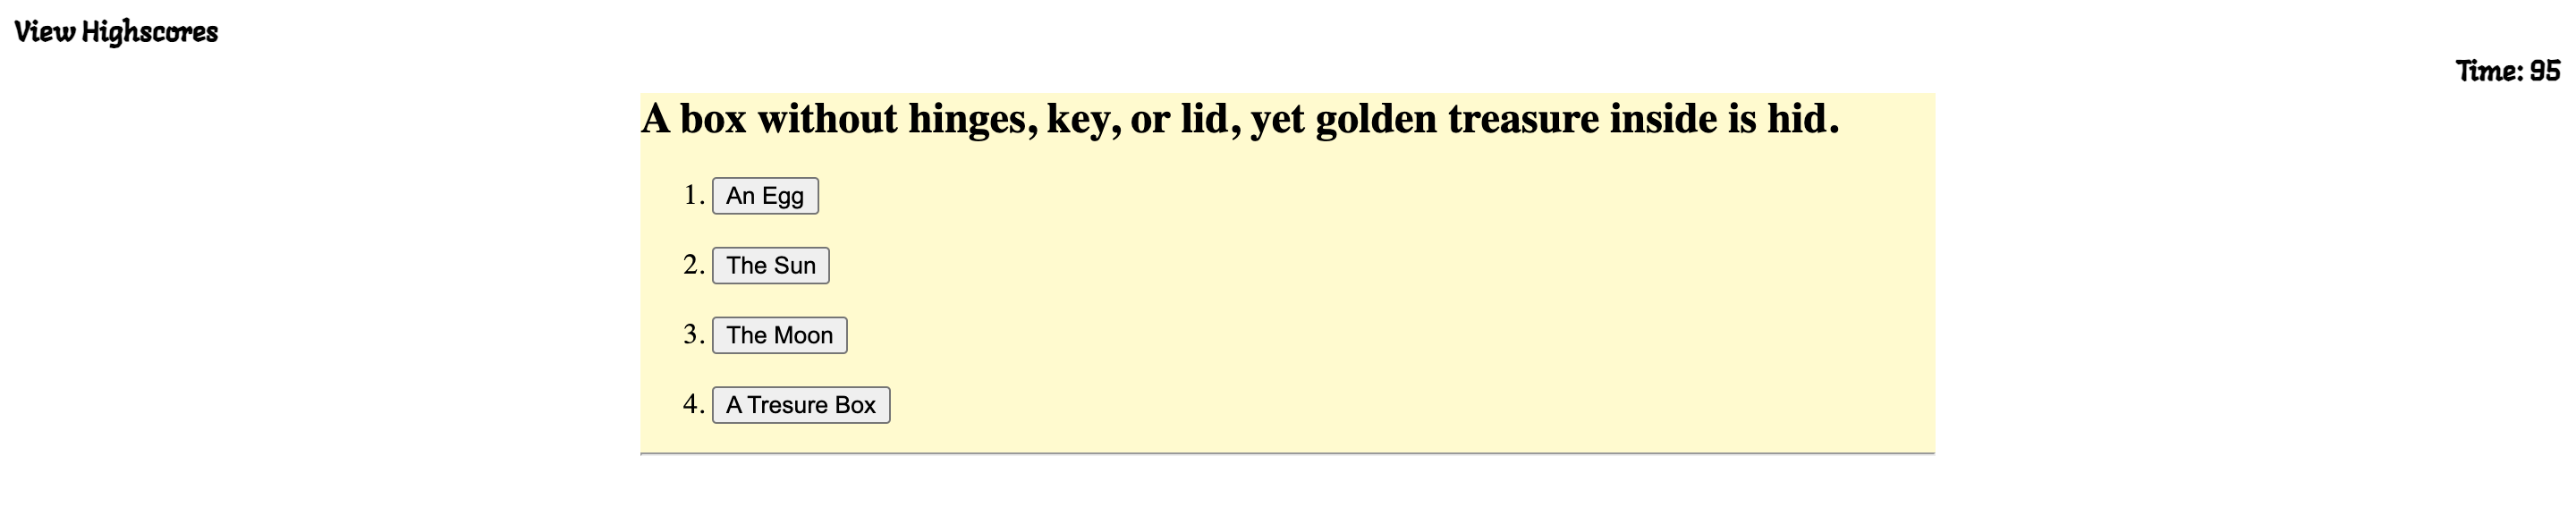 View Highscores
Time: 95
A box without hinges, key, or lid, yet golden treasure inside is hid.
1. An Egg
2. The Sun
3. The Moon
4. A Tresure Box